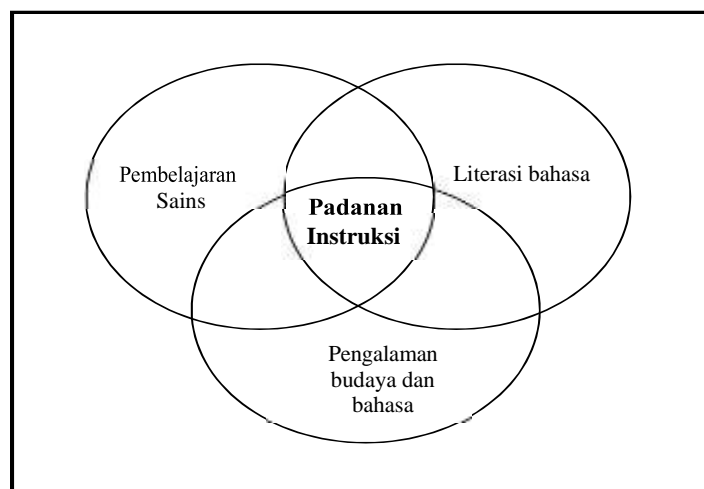 Pembelajaran
Sains
Literasi bahasa
Padanan
Instruksi
Pengalaman
budaya dan
bahasa